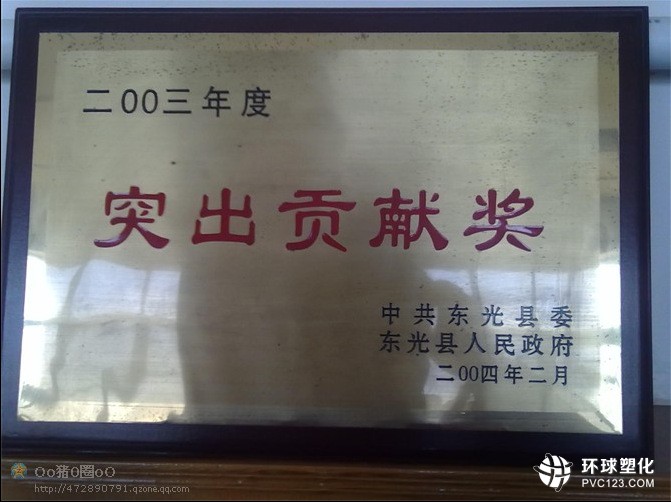 二00三年度
突出贡献奖
中共东光县委
东光县人民政府
二00四年二月
Oo猪0圈oO
http://472890791.qzone.qq.com
环球塑化
PVC123.com